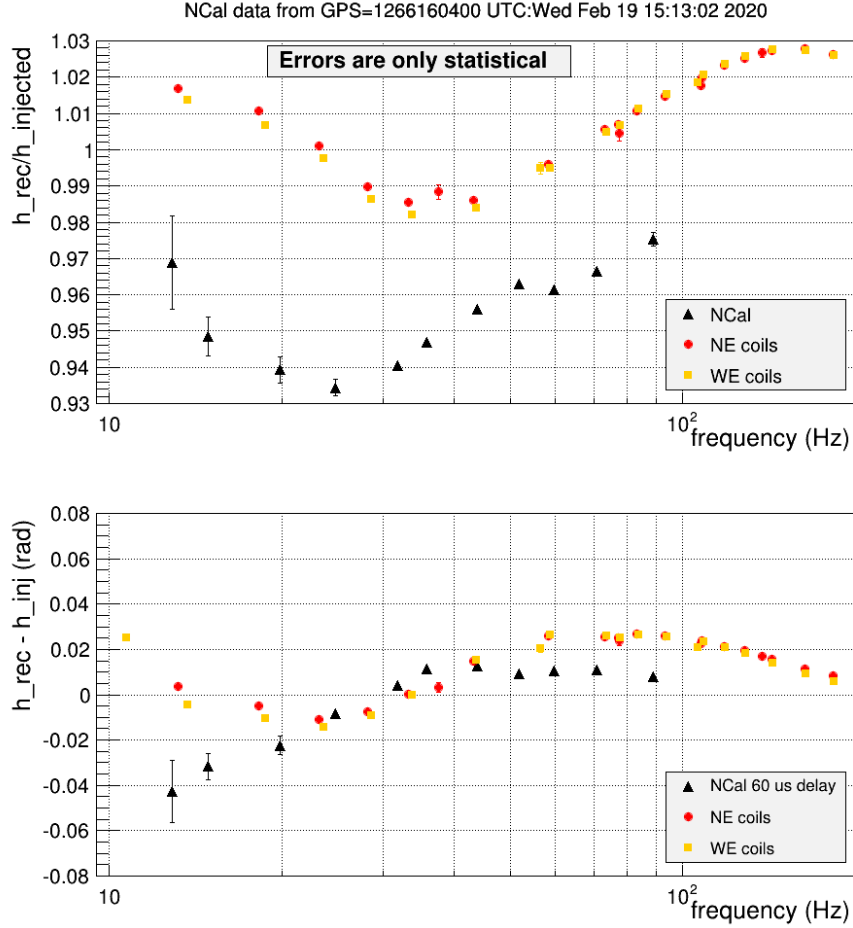 NCal data from GPS=1266160400 UTC:Wed Feb 19 15:13:02 2020
Errors are only statistical
h_rec/h_injected
1.03
1.02
1.01
1
0.99
0.98
0.97
0.96
0.95
0.94
0.93
NCal
NE coils
WE coils
10
10²
frequency (Hz)
h_rec - h_inj (rad)
0.08
0.06
0.04
0.02
0
-0.02
-0.04
-0.06
-0.08
NCal 60 us delay
NE coils
WE coils
10
10²
frequency (Hz)